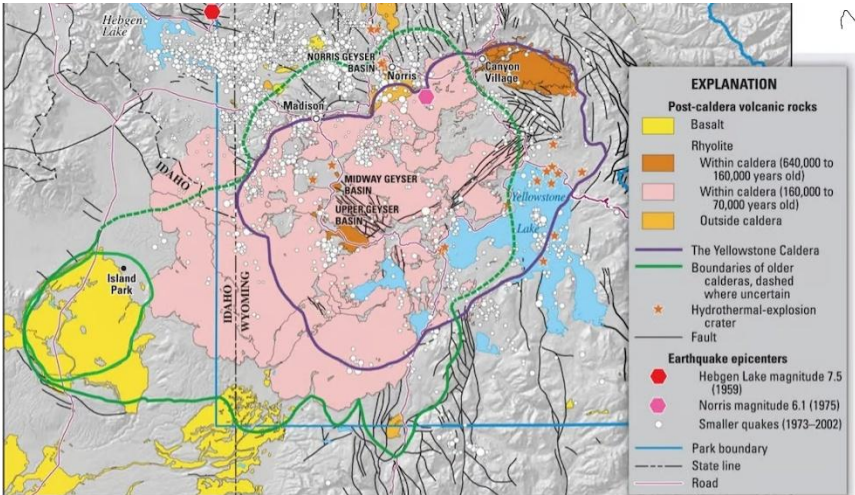 Hebgen
Lake
NORRIS GEYSER
BASIN
Norris
Canyon
Village
Madison
IDAHO
MIDWAY GEYSER
BASIN
UPPER GEYSER
BASIN
Yellowstone
Lake
Island
Park
IDAHO
WYOMING
EXPLANATION
Post-caldera volcanic rocks
Basalt
Rhyolite
Within caldera (640,000 to
160,000 years old)
Within caldera (160,000 to
70,000 years old)
Outside caldera
The Yellowstone Caldera
Boundaries of older
calderas, dashed
where uncertain
Hydrothermal-explosion
crater
Fault
Earthquake epicenters
Hebgen Lake magnitude 7.5
(1959)
Norris magnitude 6.1 (1975)
Smaller quakes (1973–2002)
Park boundary
State line
Road